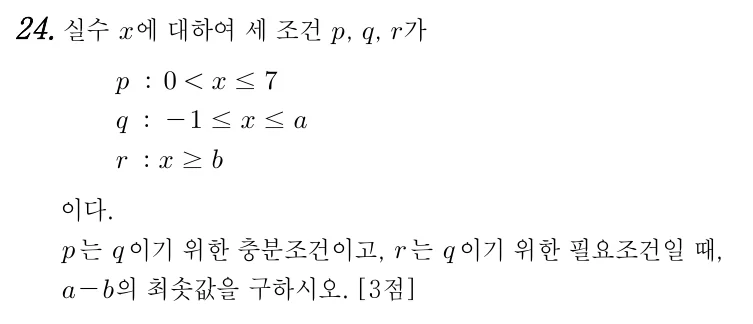 24. 실수 x에 대하여 세 조건 p, q, r가
p : 0 < x ≤ 7
q : −1 ≤ x ≤ a
r : x ≥ b
이다.
p는 q이기 위한 충분조건이고, r는 q이기 위한 필요조건일 때,
a−b의 최솟값을 구하시오. [3점]